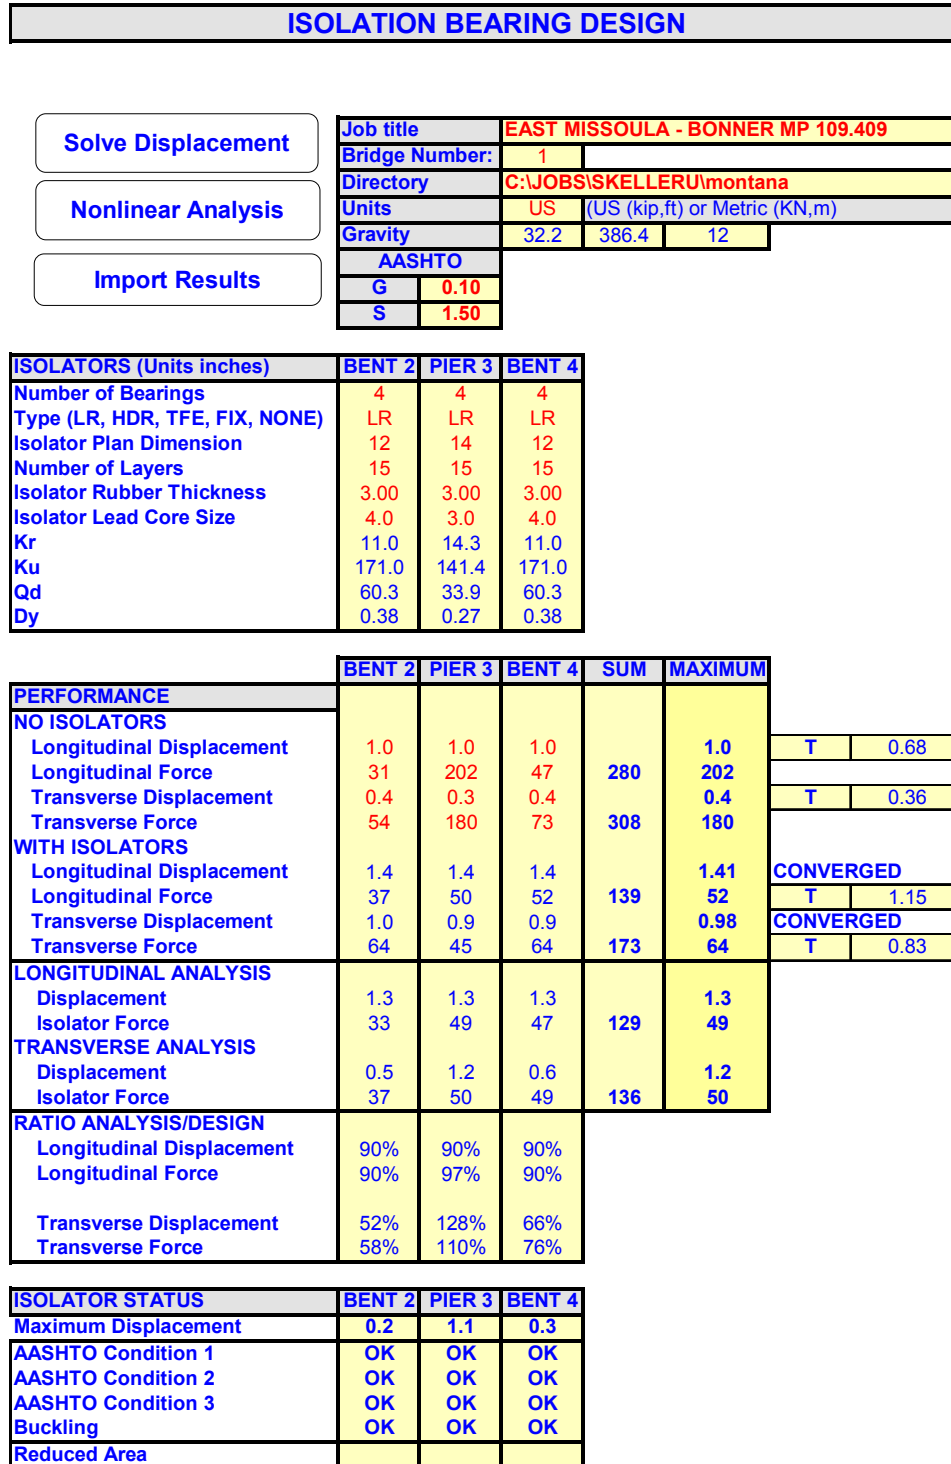 ISOLATION BEARING DESIGN
Solve Displacement
Nonlinear Analysis
Import Results
Job title EAST MISSOULA - BONNER MP 109.409
Bridge Number: 1
Directory C:\JOBS\SKELLERU\montana
Units US (US (kip,ft) or Metric (KN,m)
Gravity 32.2 386.4 12
AASHTO
G 0.10
S 1.50
ISOLATORS (Units inches) BENT 2 PIER 3 BENT 4
Number of Bearings 4 4 4
Type (LR, HDR, TFE, FIX, NONE) LR LR LR
Isolator Plan Dimension 12 14 12
Number of Layers 15 15 15
Isolator Rubber Thickness 3.00 3.00 3.00
Isolator Lead Core Size 4.0 3.0 4.0
Kr 11.0 14.3 11.0
Ku 171.0 141.4 171.0
Qd 60.3 33.9 60.3
Dy 0.38 0.27 0.38
BENT 2 PIER 3 BENT 4 SUM MAXIMUM
PERFORMANCE
NO ISOLATORS
Longitudinal Displacement 1.0 1.0 1.0 1.0 T 0.68
Longitudinal Force 31 202 47 280 202
Transverse Displacement 0.4 0.3 0.4 0.4 T 0.36
Transverse Force 54 180 73 308 180
WITH ISOLATORS
Longitudinal Displacement 1.4 1.4 1.4 1.41 CONVERGED
Longitudinal Force 37 50 52 139 52 T 1.15
Transverse Displacement 1.0 0.9 0.9 0.98 CONVERGED
Transverse Force 64 45 64 173 64 T 0.83
LONGITUDINAL ANALYSIS
Displacement 1.3 1.3 1.3 1.3
Isolator Force 33 49 47 129 49
TRANSVERSE ANALYSIS
Displacement 0.5 1.2 0.6 1.2
Isolator Force 37 50 49 136 50
RATIO ANALYSIS/DESIGN
Longitudinal Displacement 90% 90% 90%
Longitudinal Force 90% 97% 90%
Transverse Displacement 52% 128% 66%
Transverse Force 58% 110% 76%
ISOLATOR STATUS BENT 2 PIER 3 BENT 4
Maximum Displacement 0.2 1.1 0.3
AASHTO Condition 1 OK OK OK
AASHTO Condition 2 OK OK OK
AASHTO Condition 3 OK OK OK
Buckling OK OK OK
Reduced Area